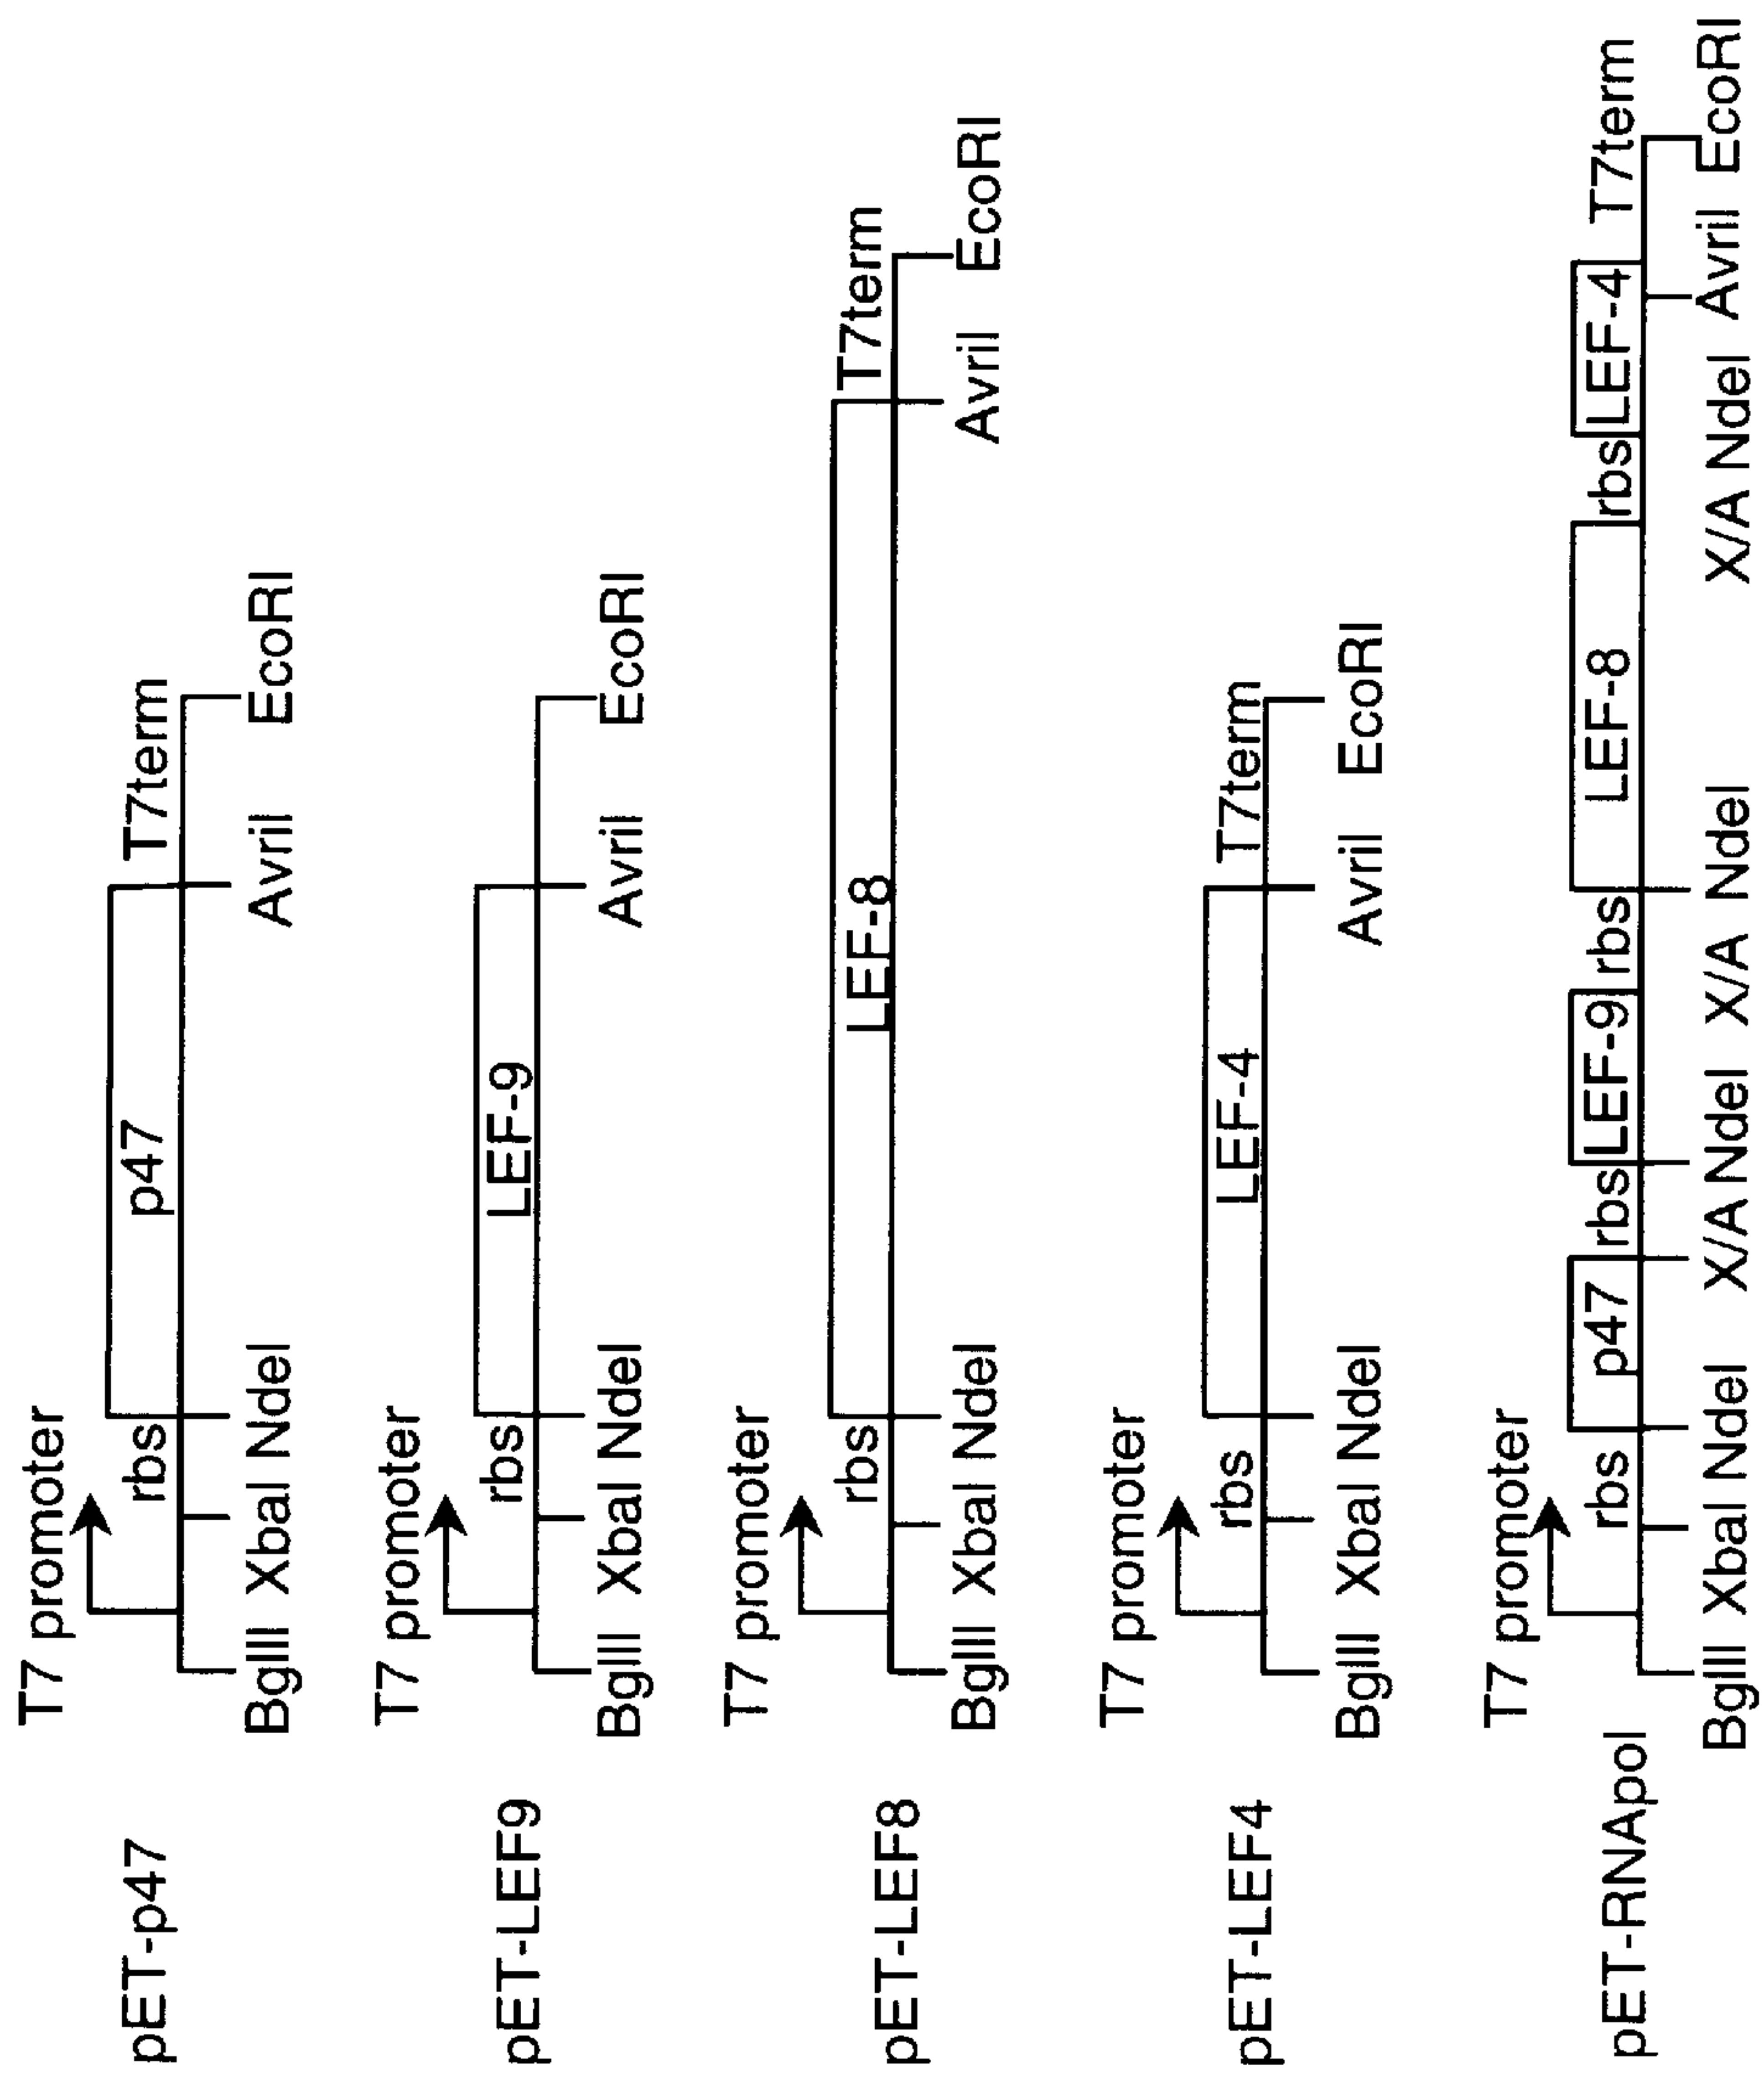 T7 promoter
pET-p47
rbs
p47
T7term
BglII XbaI NdeI AvrII EcoRI
T7 promoter
pET-LEF9
rbs
LEF-9
BglII XbaI NdeI AvrII EcoRI
T7 promoter
pET-LEF8
rbs
LEF-8
T7term
BglII XbaI NdeI AvrII EcoRI
T7 promoter
pET-LEF4
rbs
LEF-4
T7term
BglII XbaI NdeI AvrII EcoRI
T7 promoter
pET-RNApol
rbs p47 rbs LEF-9 rbs LEF-8 rbs LEF-4 T7term
BglII XbaI NdeI X/A NdeI X/A NdeI X/A NdeI AvrII EcoRI